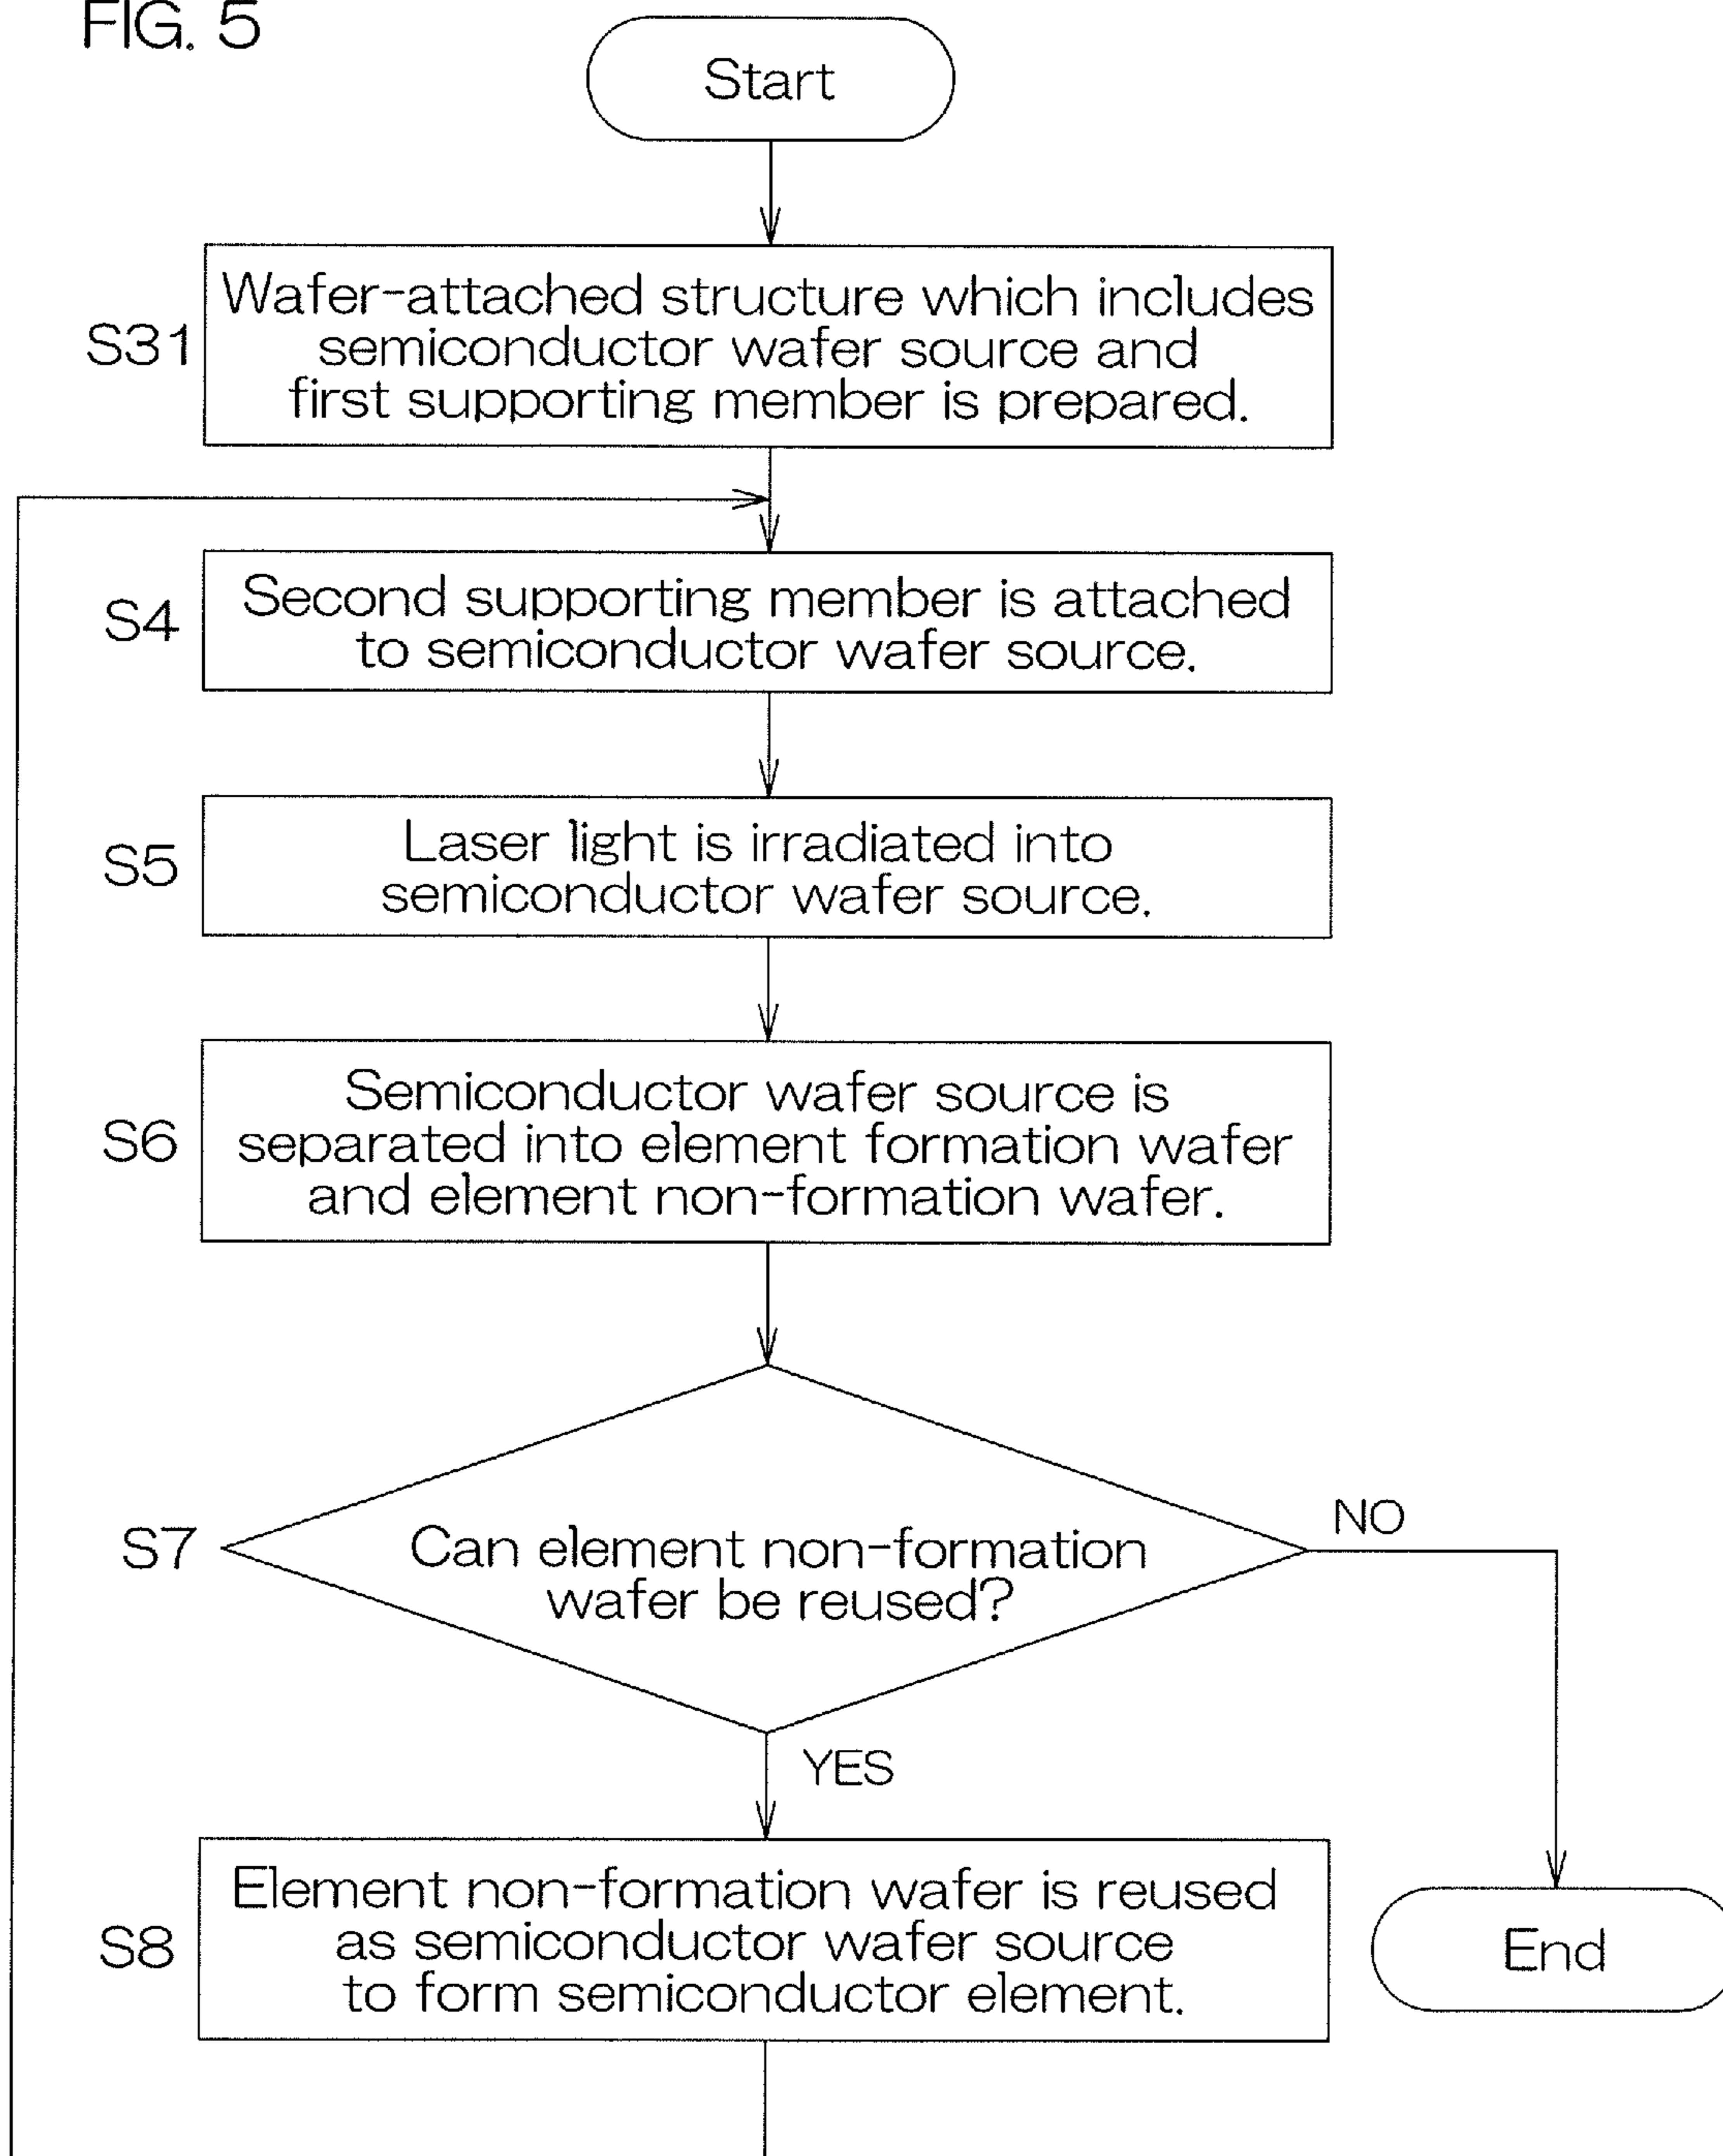 FIG. 5
Start
S31
Wafer-attached structure which includes
semiconductor wafer source and
first supporting member is prepared.
S4
Second supporting member is attached
to semiconductor wafer source.
S5
Laser light is irradiated into
semiconductor wafer source.
S6
Semiconductor wafer source is
separated into element formation wafer
and element non-formation wafer.
S7
Can element non-formation
wafer be reused?
NO
YES
S8
Element non-formation wafer is reused
as semiconductor wafer source
to form semiconductor element.
End